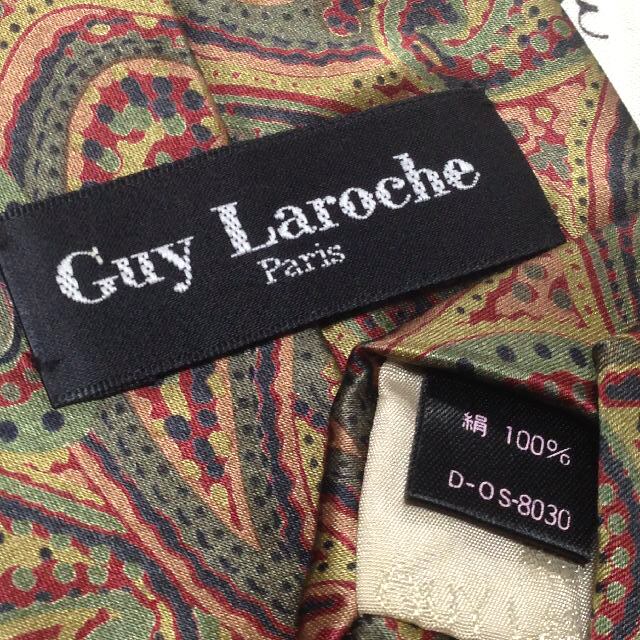 Guy Laroche
Paris
絹 100%
D-OS-8030